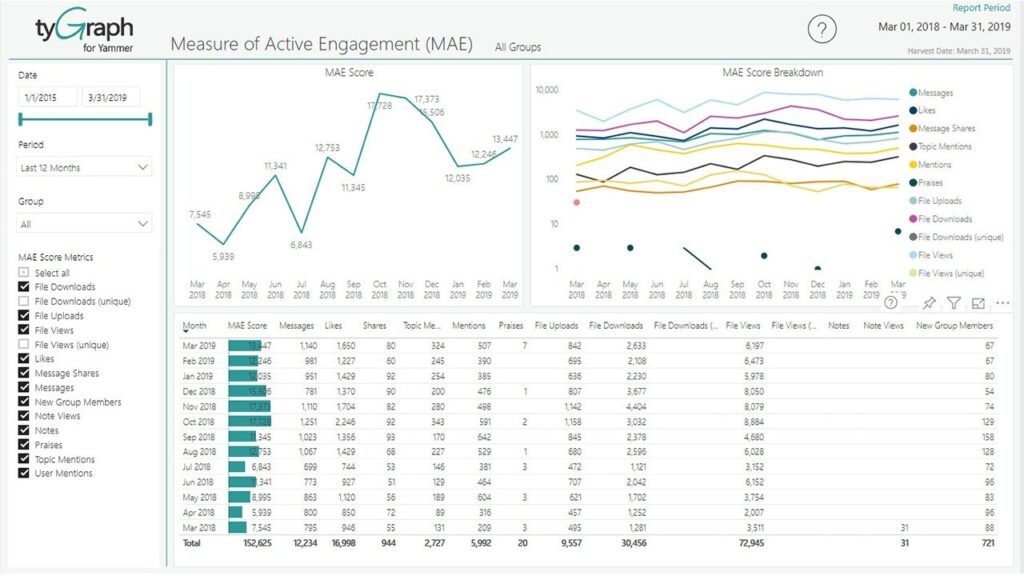 tyGraph
for Yammer
Measure of Active Engagement (MAE)
All Groups
?
Report Period
Mar 01, 2018 - Mar 31, 2019
Harvest Date: March 31, 2019
Date
1/1/2015 3/31/2019
Period
Last 12 Months
Group
All
MAE Score Metrics
Select all
File Downloads
File Downloads (unique)
File Uploads
File Views
File Views (unique)
Likes
Message Shares
Messages
New Group Members
Note Views
Notes
Praises
Topic Mentions
User Mentions
MAE Score
7,545
5,939
11,341
6,843
12,753
11,345
17,728
17,373
15,506
12,035
12,246
13,447
Mar Apr May Jun Jul Aug Sep Oct Nov Dec Jan Feb Mar
2018 2018 2018 2018 2018 2018 2018 2018 2018 2018 2019 2019 2019
MAE Score Breakdown
10,000
1,000
100
10
1
Mar Apr May Jun Jul Aug Sep Oct Nov Dec Jan Feb Mar
2018 2018 2018 2018 2018 2018 2018 2018 2018 2018 2019 2019
Messages
Likes
Message Shares
Topic Mentions
Mentions
Praises
File Uploads
File Downloads
File Downloads (unique)
File Views
File Views (unique)
Month MAE Score Messages Likes Shares Topic Me... Mentions Praises File Uploads File Downloads File Downloads (... File Views File Views (... Notes Note Views New Group Members
Mar 2019 13,447 1,140 1,650 80 324 507 7 842 2,633 6,197 67
Feb 2019 12,246 981 1,227 60 245 390 695 2,108 6,473 67
Jan 2019 12,035 951 1,429 92 254 385 636 2,230 5,978 80
Dec 2018 15,506 781 1,370 90 200 476 1 807 3,677 8,050 54
Nov 2018 17,373 1,110 1,704 82 280 498 1,142 4,404 8,079 74
Oct 2018 17,728 1,251 2,246 92 343 591 2 1,158 3,032 8,884 129
Sep 2018 11,345 1,023 1,356 93 170 642 845 2,378 4,680 158
Aug 2018 12,753 1,067 1,429 68 227 529 1 680 2,596 6,028 128
Jul 2018 6,843 699 744 53 146 381 3 472 1,121 3,152 72
Jun 2018 11,341 773 927 51 129 464 707 2,042 6,152 96
May 2018 8,995 863 1,120 56 189 604 3 621 1,702 3,754 83
Apr 2018 5,939 800 850 72 89 316 457 1,252 2,007 96
Mar 2018 7,545 795 946 55 131 209 3 495 1,281 3,511 31 88
Total 152,625 12,234 16,998 944 2,727 5,992 20 9,557 30,456 72,945 31 721